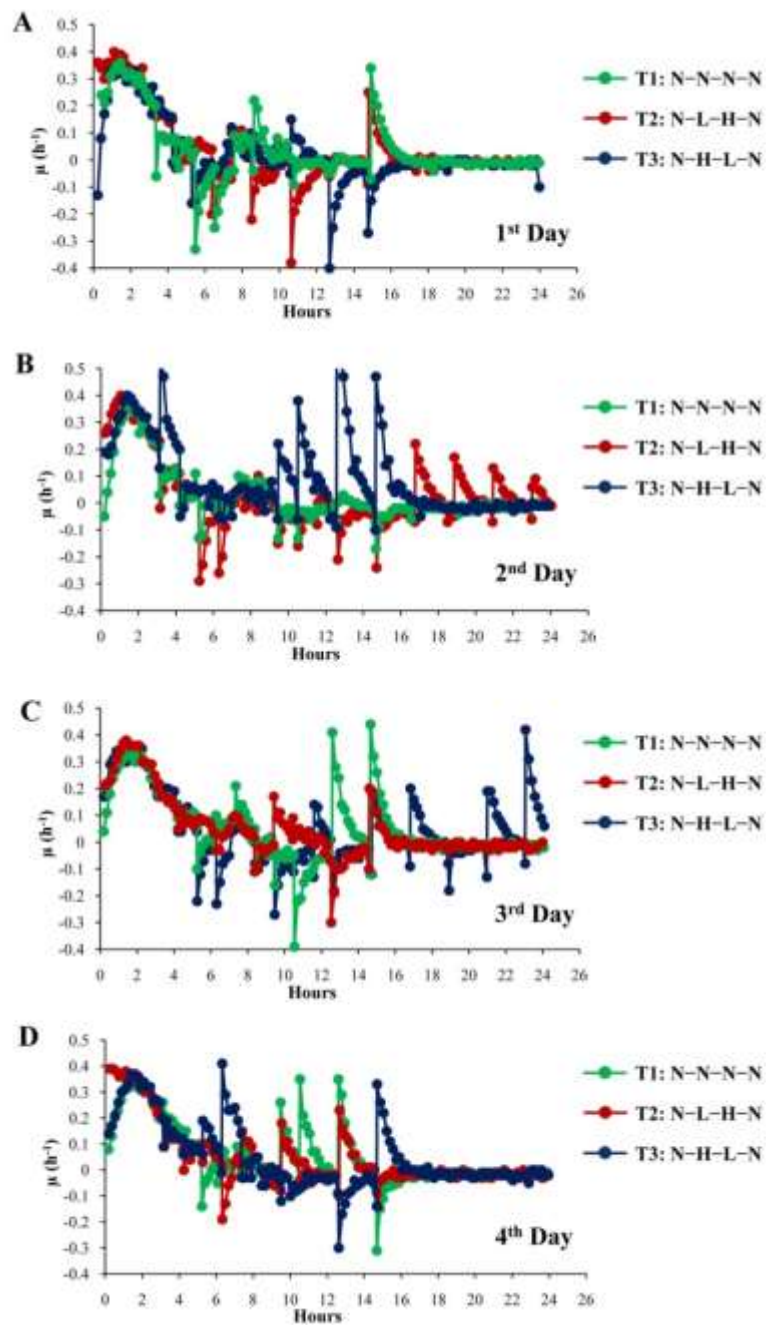 A
0.5
0.4
0.3
0.2
0.1
0
-0.1
-0.2
-0.3
-0.4
μ (h⁻¹)
0 2 4 6 8 10 12 14 16 18 20 22 24 26
Hours
1st Day
T1: N−N−N−N
T2: N−L−H−N
T3: N−H−L−N
B
0.5
0.4
0.3
0.2
0.1
0
-0.1
-0.2
-0.3
-0.4
μ (h⁻¹)
0 2 4 6 8 10 12 14 16 18 20 22 24 26
Hours
2nd Day
T1: N−N−N−N
T2: N−L−H−N
T3: N−H−L−N
C
0.5
0.4
0.3
0.2
0.1
0
-0.1
-0.2
-0.3
-0.4
μ (h⁻¹)
0 2 4 6 8 10 12 14 16 18 20 22 24 26
Hours
3rd Day
T1: N−N−N−N
T2: N−L−H−N
T3: N−H−L−N
D
0.5
0.4
0.3
0.2
0.1
0
-0.1
-0.2
-0.3
-0.4
μ (h⁻¹)
0 2 4 6 8 10 12 14 16 18 20 22 24 26
Hours
4th Day
T1: N−N−N−N
T2: N−L−H−N
T3: N−H−L−N